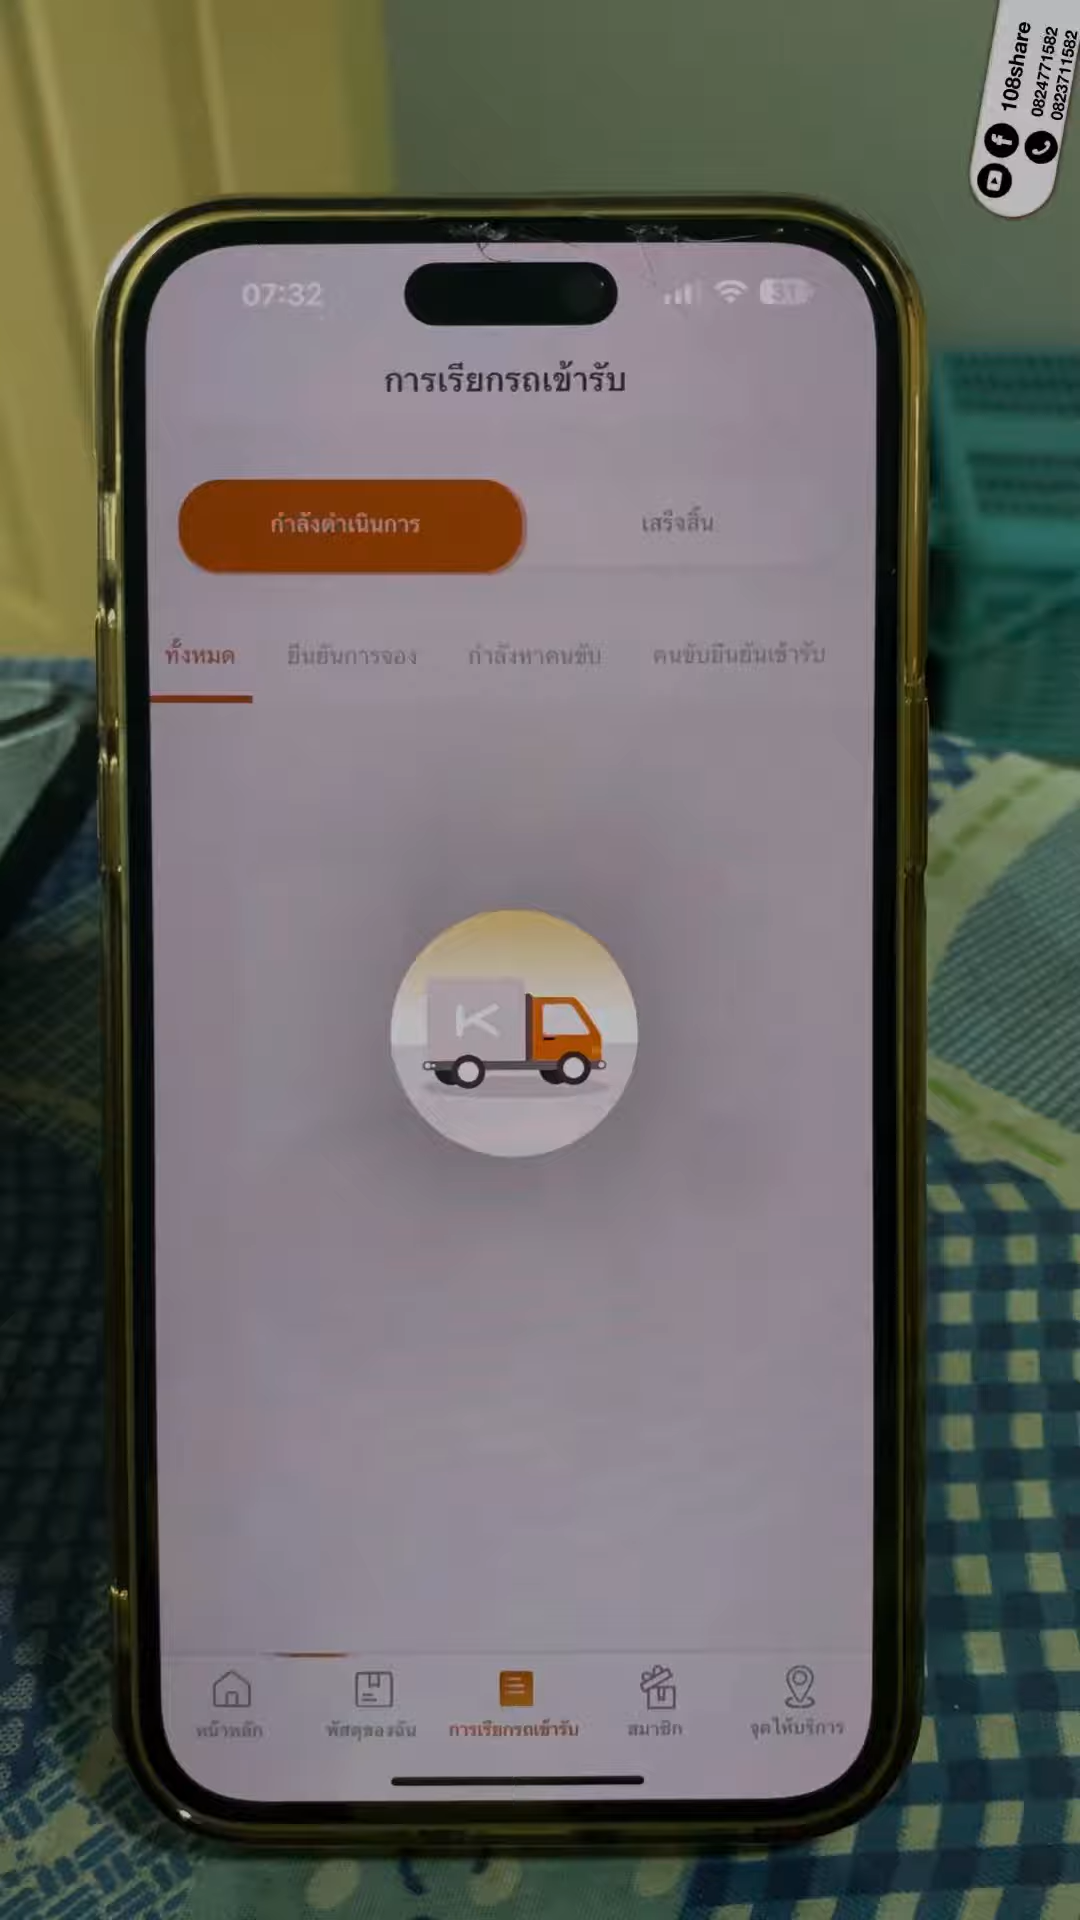 108share
0824771582
0823711582
07:32
31
การเรียกรถเข้ารับ
กำลังดำเนินการ
เสร็จสิ้น
ทั้งหมด
ยืนยันการจอง
กำลังหาคนขับ
คนขับยืนยันเข้ารับ
K
หน้าหลัก
พัสดุของฉัน
การเรียกรถเข้ารับ
สมาชิก
จุดให้บริการ